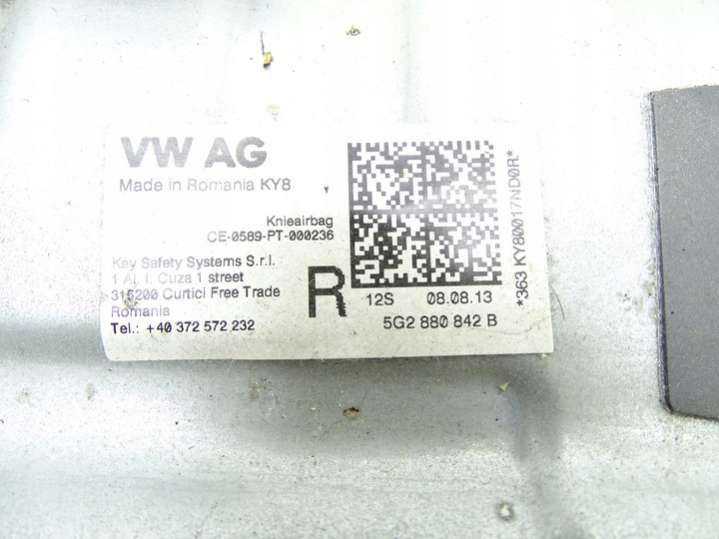 VW AG
Made in Romania KY8
Knieairbag
CE-0589-PT-000236
Key Safety Systems S.r.l.
1 A.I. Cuza 1 street
315200 Curtici Free Trade
Romania
Tel.: +40 372 572 232
R
12S 08.08.13
5G2 880 842 B
*363 KY80017ND0R*